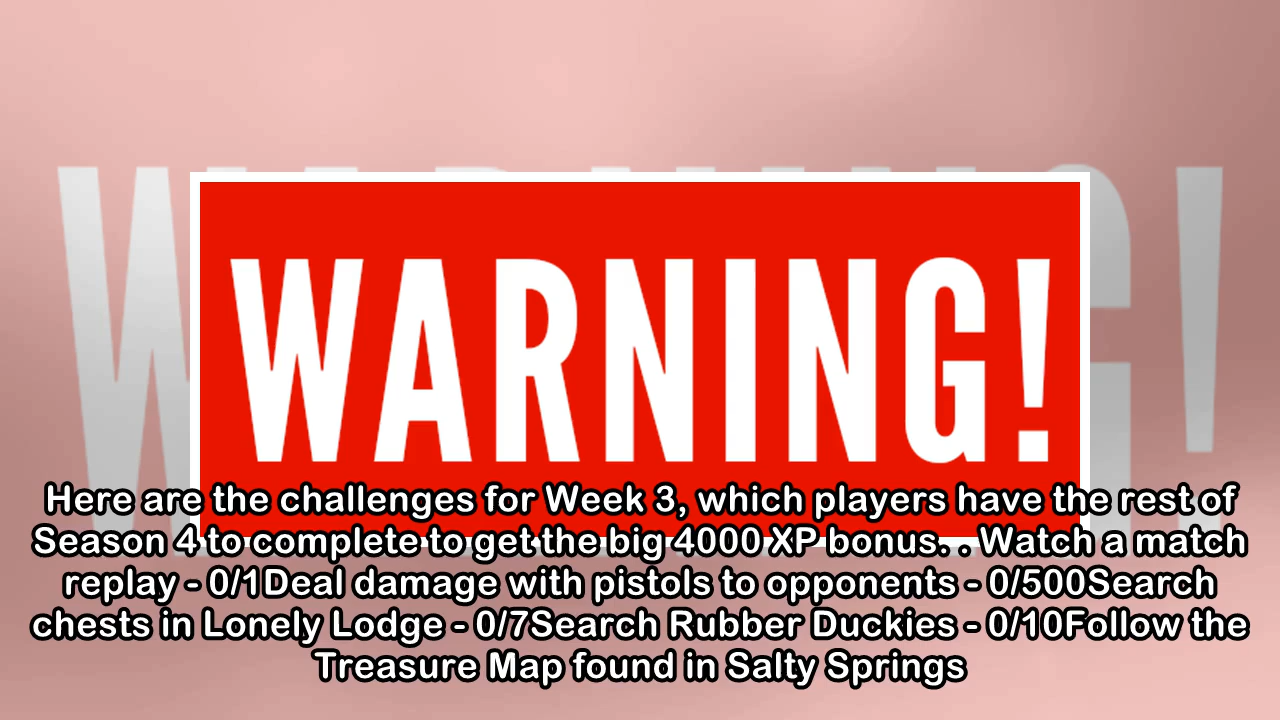 WARNING!
WARNING!
Here are the challenges for Week 3, which players have the rest of
Season 4 to complete to get the big 4000 XP bonus. . Watch a match
replay - 0/1Deal damage with pistols to opponents - 0/500Search
chests in Lonely Lodge - 0/7Search Rubber Duckies - 0/10Follow the
Treasure Map found in Salty Springs